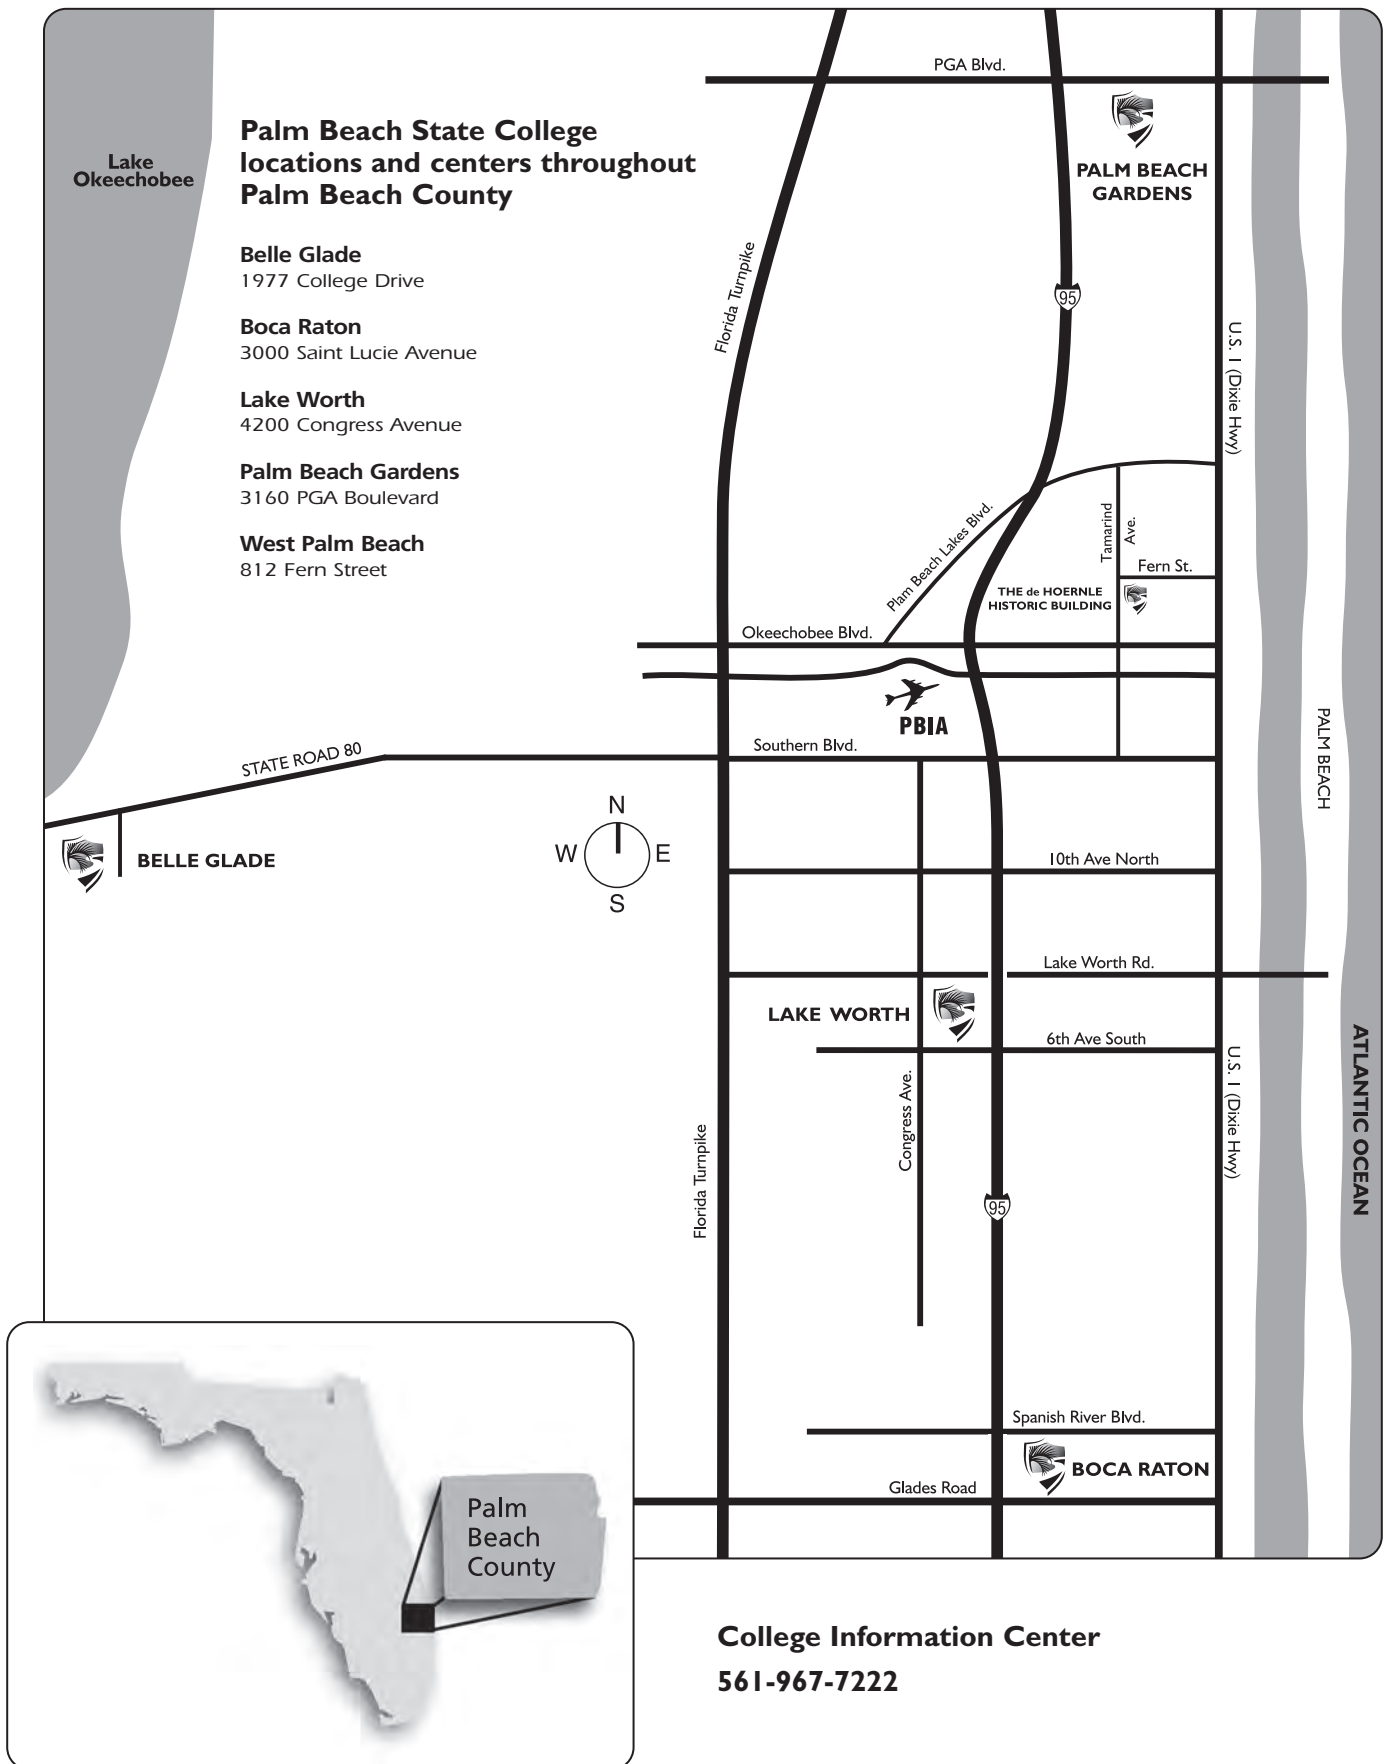 PGA Blvd.
Palm Beach State College
locations and centers throughout
Palm Beach County
Lake
Okeechobee
PALM BEACH
GARDENS
Belle Glade
1977 College Drive
Boca Raton
3000 Saint Lucie Avenue
Lake Worth
4200 Congress Avenue
Palm Beach Gardens
3160 PGA Boulevard
West Palm Beach
812 Fern Street
Florida Turnpike
95
U.S. 1 (Dixie Hwy)
Plam Beach Lakes Blvd.
Tamarind
Ave.
Fern St.
THE de HOERNLE
HISTORIC BUILDING
Okeechobee Blvd.
PBIA
Southern Blvd.
STATE ROAD 80
PALM BEACH
N
W
E
S
BELLE GLADE
10th Ave North
Lake Worth Rd.
LAKE WORTH
6th Ave South
Congress Ave.
Florida Turnpike
U.S. 1 (Dixie Hwy)
ATLANTIC OCEAN
95
Spanish River Blvd.
BOCA RATON
Glades Road
Palm
Beach
County
College Information Center
561-967-7222